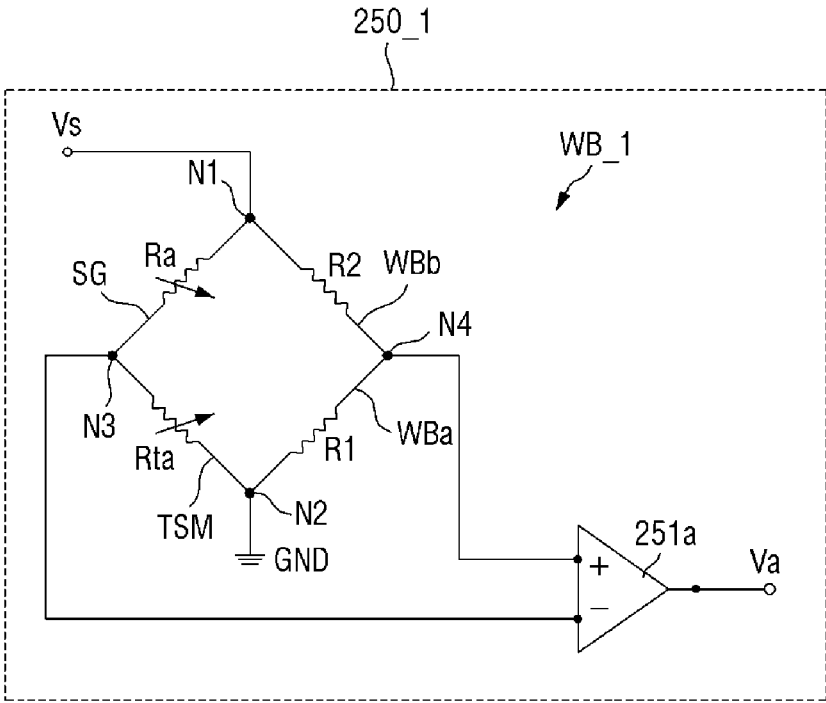 250_1
Vs
WB_1
N1
Ra
R2
WBb
SG
N4
N3
Rta
R1
WBa
TSM
N2
GND
251a
Va
+
−